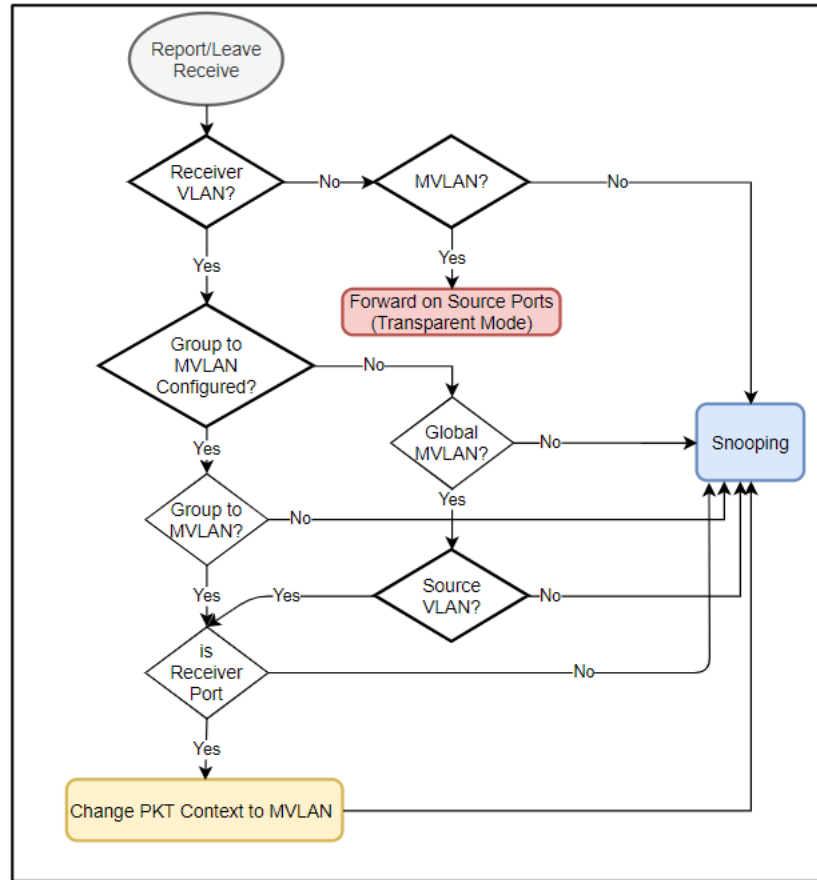 Report/Leave
Receive
Receiver
VLAN?
No
MVLAN?
No
Yes
Yes
Forward on Source Ports
(Transparent Mode)
Group to
MVLAN
Configured?
No
Global
MVLAN?
No
Snooping
Yes
Yes
Group to
MVLAN?
No
Yes
Source
VLAN?
Yes
No
is
Receiver
Port
No
Yes
Change PKT Context to MVLAN